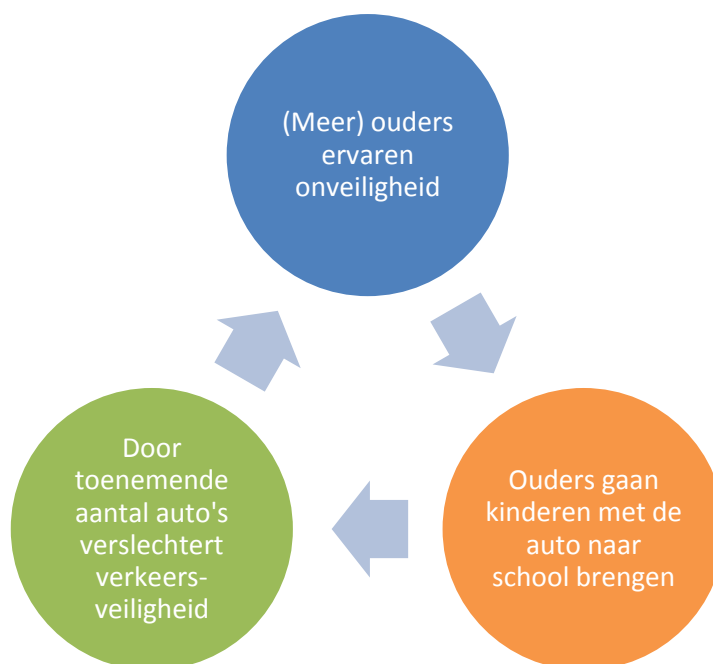 (Meer) ouders
ervaren
onveiligheid
Ouders gaan
kinderen met de
auto naar
school brengen
Door
toenemende
aantal auto's
verslechtert
verkeers-
veiligheid